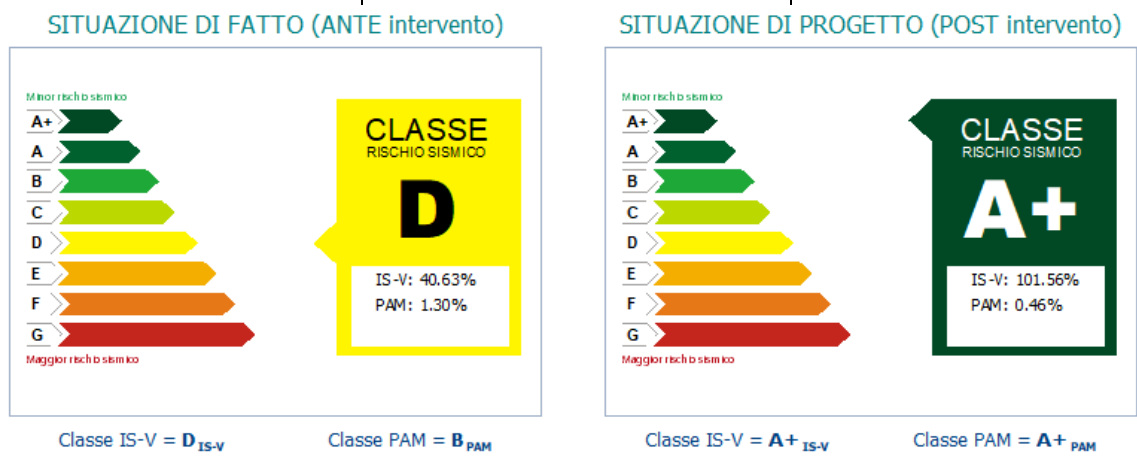 SITUAZIONE DI FATTO (ANTE intervento)
Minor rischio sismico
A+
A
B
C
D
E
F
G
Maggior rischio sismico
CLASSE
RISCHIO SISMICO
D
IS-V: 40.63%
PAM: 1.30%
Classe IS-V = D IS-V
Classe PAM = B PAM
SITUAZIONE DI PROGETTO (POST intervento)
Minor rischio sismico
A+
A
B
C
D
E
F
G
Maggior rischio sismico
CLASSE
RISCHIO SISMICO
A+
IS-V: 101.56%
PAM: 0.46%
Classe IS-V = A+ IS-V
Classe PAM = A+ PAM